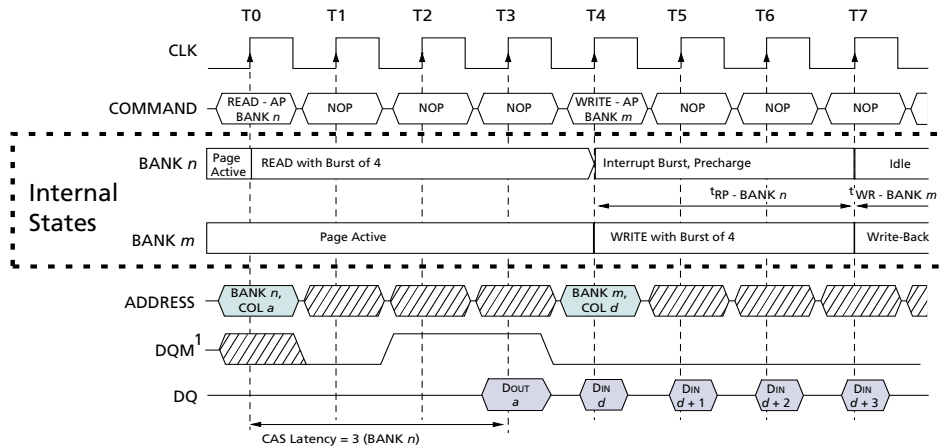 T0 T1 T2 T3 T4 T5 T6 T7
CLK
COMMAND
READ - AP
BANK n
NOP NOP NOP
WRITE - AP
BANK m
NOP NOP NOP
Internal
States
BANK n
Page
Active
READ with Burst of 4
Interrupt Burst, Precharge
Idle
tRP - BANK n
tWR - BANK m
BANK m
Page Active
WRITE with Burst of 4
Write-Back
ADDRESS
BANK n,
COL a
BANK m,
COL d
DQM1
DQ
DOUT
a
DIN
d
DIN
d + 1
DIN
d + 2
DIN
d + 3
CAS Latency = 3 (BANK n)